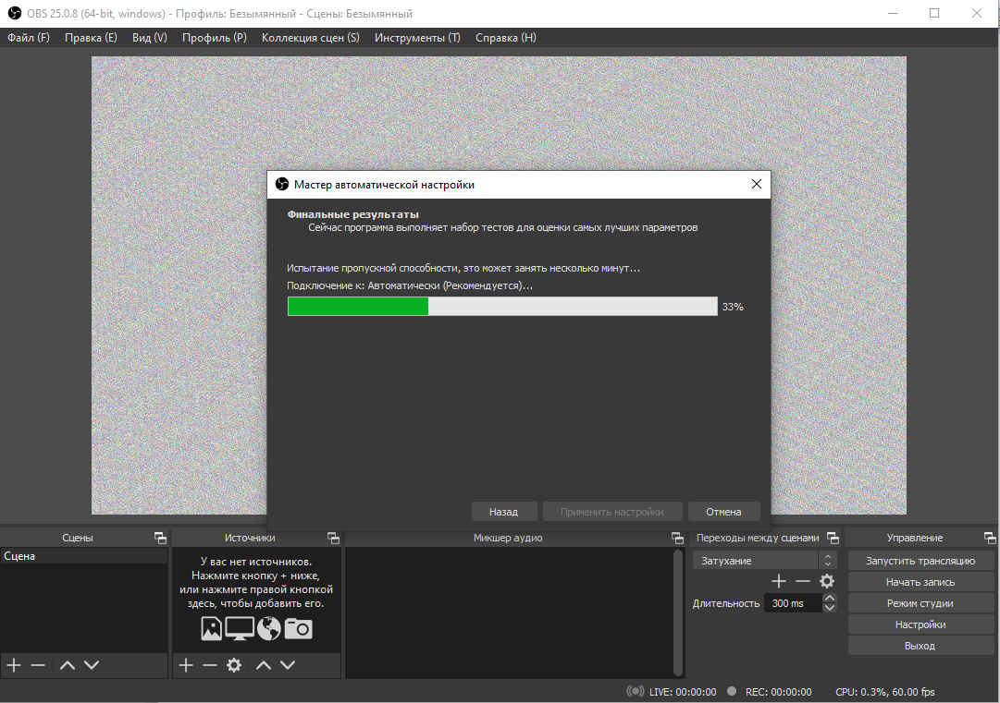 OBS 25.0.8 (64-bit, windows) - Профиль: Безымянный - Сцены: Безымянный
Файл (F) Правка (E) Вид (V) Профиль (P) Коллекция сцен (S) Инструменты (T) Справка (H)
Мастер автоматической настройки
Финальные результаты
Сейчас программа выполняет набор тестов для оценки самых лучших параметров
Испытание пропускной способности, это может занять несколько минут...
Подключение к: Автоматически (Рекомендуется)...
33%
Назад Применить настройки Отмена
Сцены Источники Микшер аудио Переходы между сценами Управление
Сцена
У вас нет источников.
Нажмите кнопку + ниже,
или нажмите правой кнопкой
здесь, чтобы добавить его.
Затухание
Длительность 300 ms
Запустить трансляцию
Начать запись
Режим студии
Настройки
Выход
LIVE: 00:00:00 REC: 00:00:00 CPU: 0.3%, 60.00 fps